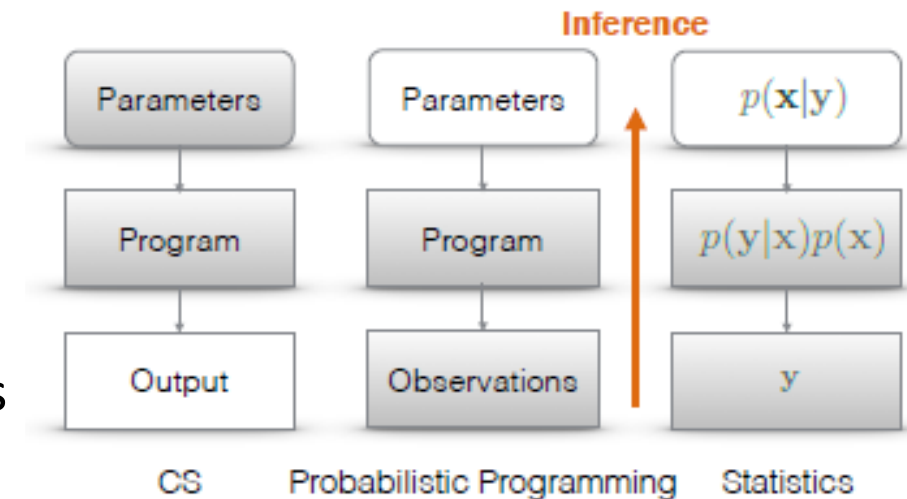 Inference
Parameters
Parameters
p(x|y)
Program
Program
p(y|x)p(x)
s
Output
Observations
y
CS
Probabilistic Programming
Statistics